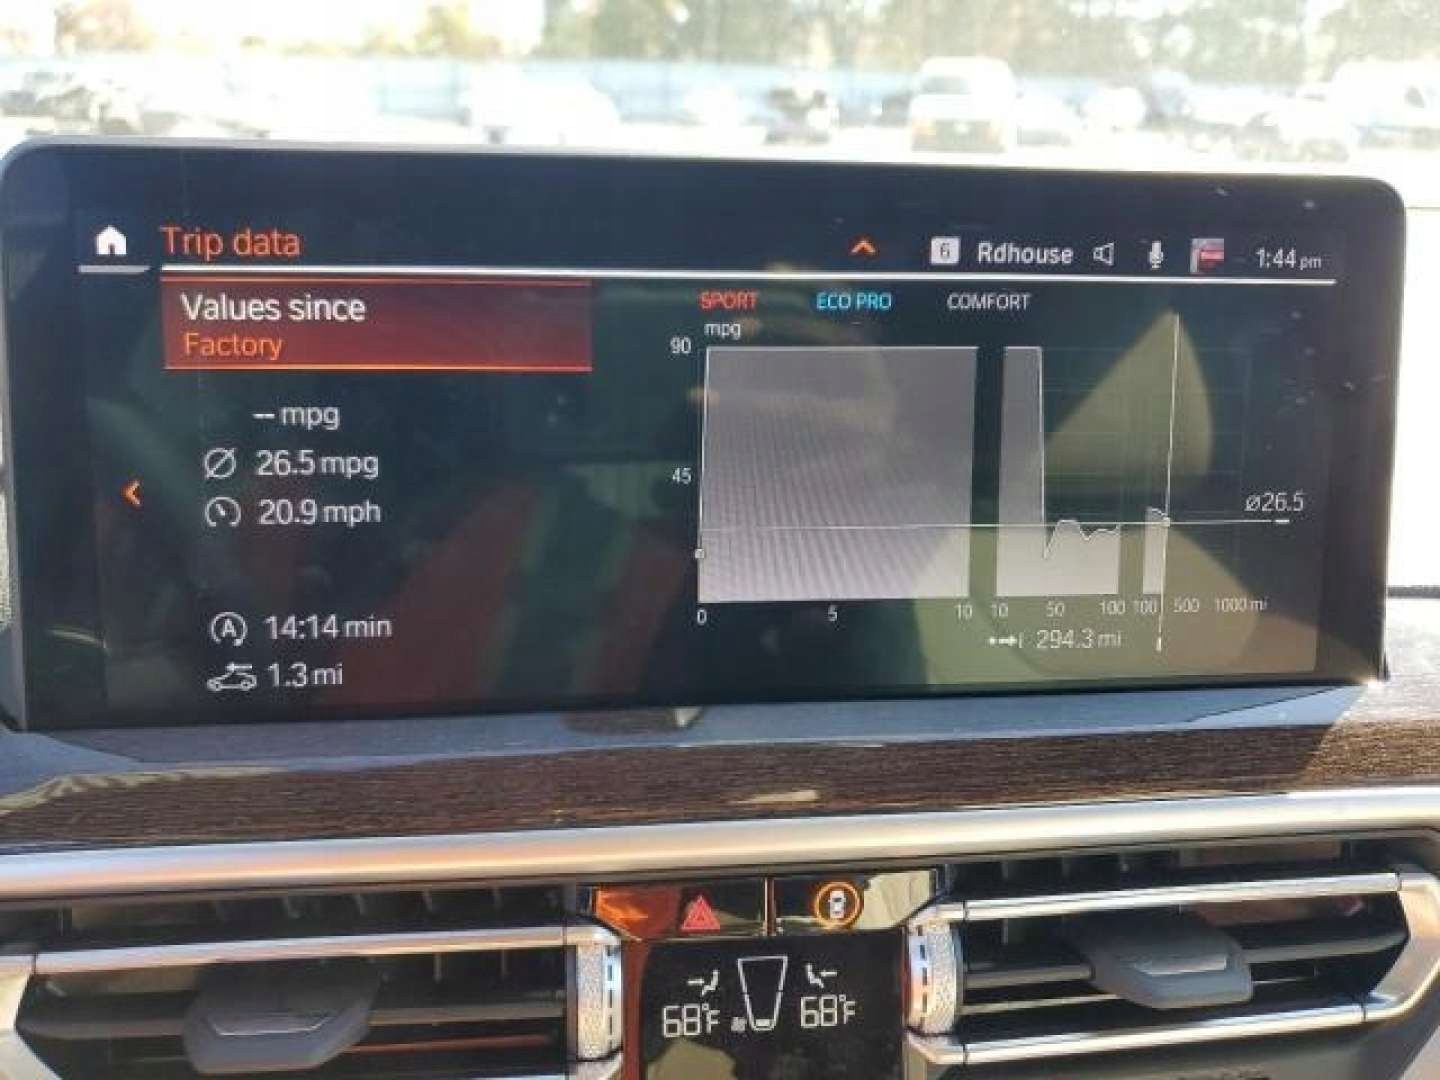 Trip data
6 Rdhouse 1:44 pm
Values since
Factory
-- mpg
Ø 26.5 mpg
20.9 mph
A 14:14 min
1.3 mi
SPORT ECO PRO COMFORT
mpg
90
45
Ø26.5
0 5 10 10 50 100 100 500 1000 mi
294.3 mi
68°F 68°F